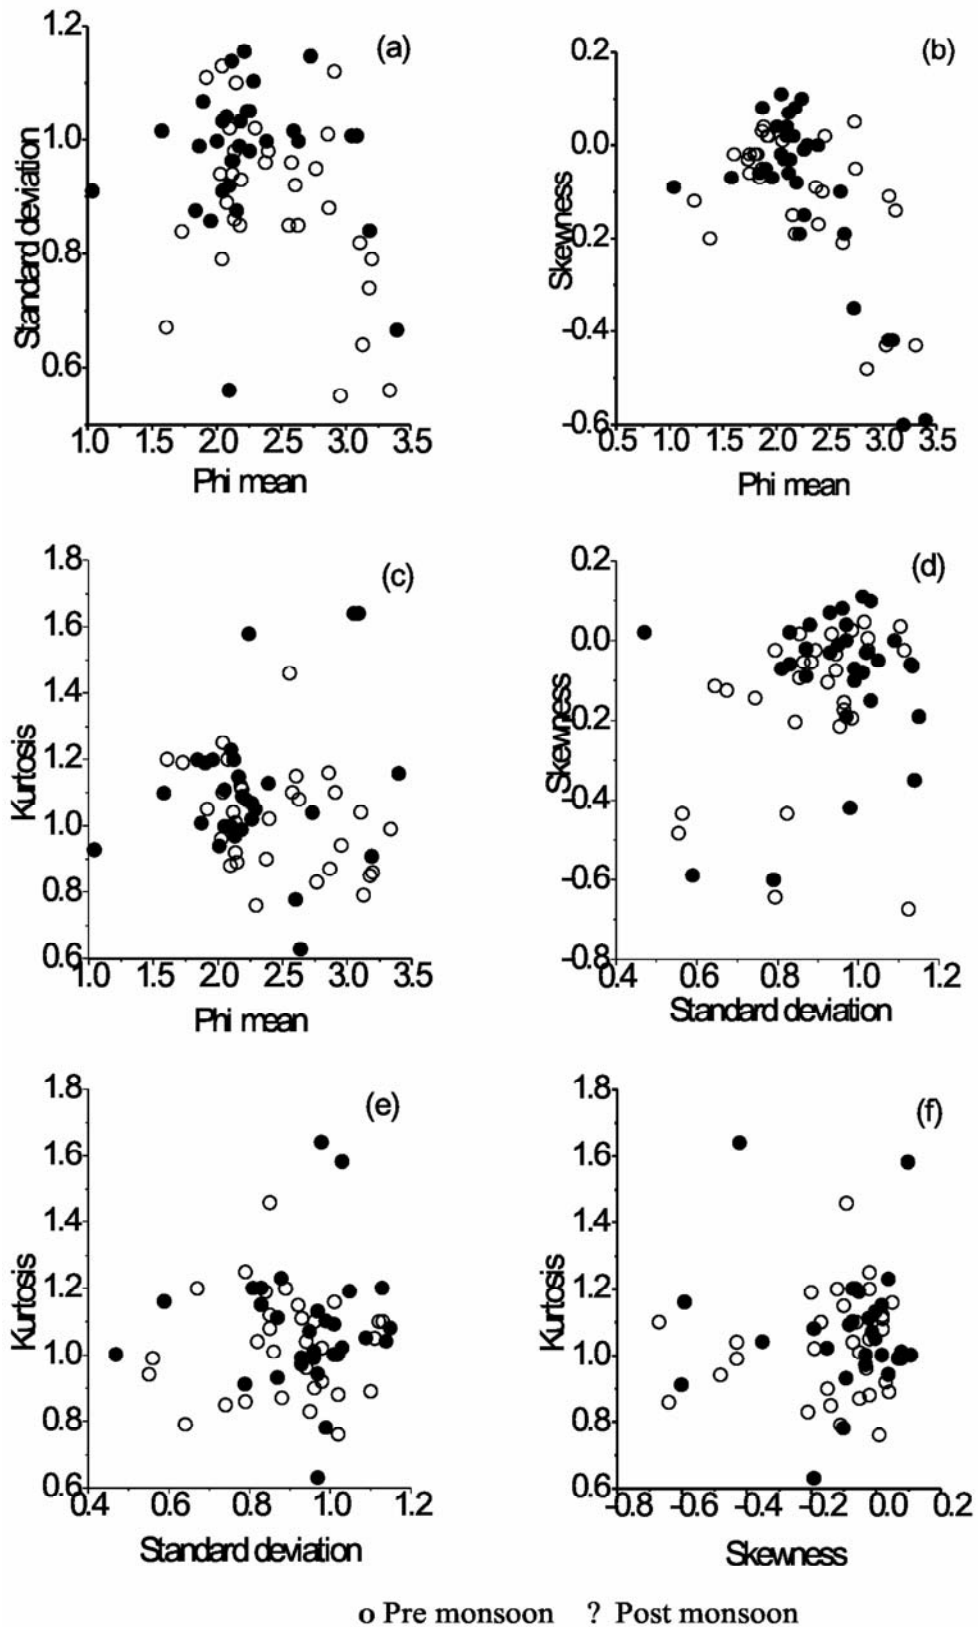 1.2
1.0
0.8
0.6
Standard deviation
(a)
1.0 1.5 2.0 2.5 3.0 3.5
Phi mean
0.2
0.0
-0.2
-0.4
-0.6
Skewness
(b)
0.5 1.0 1.5 2.0 2.5 3.0 3.5
Phi mean
1.8
1.6
1.4
1.2
1.0
0.8
0.6
Kurtosis
(c)
1.0 1.5 2.0 2.5 3.0 3.5
Phi mean
0.2
0.0
-0.2
-0.4
-0.6
-0.8
Skewness
(d)
0.4 0.6 0.8 1.0 1.2
Standard deviation
1.8
1.6
1.4
1.2
1.0
0.8
0.6
Kurtosis
(e)
0.4 0.6 0.8 1.0 1.2
Standard deviation
1.8
1.6
1.4
1.2
1.0
0.8
0.6
Kurtosis
(f)
-0.8 -0.6 -0.4 -0.2 0.0 0.2
Skewness
o Pre monsoon ? Post monsoon